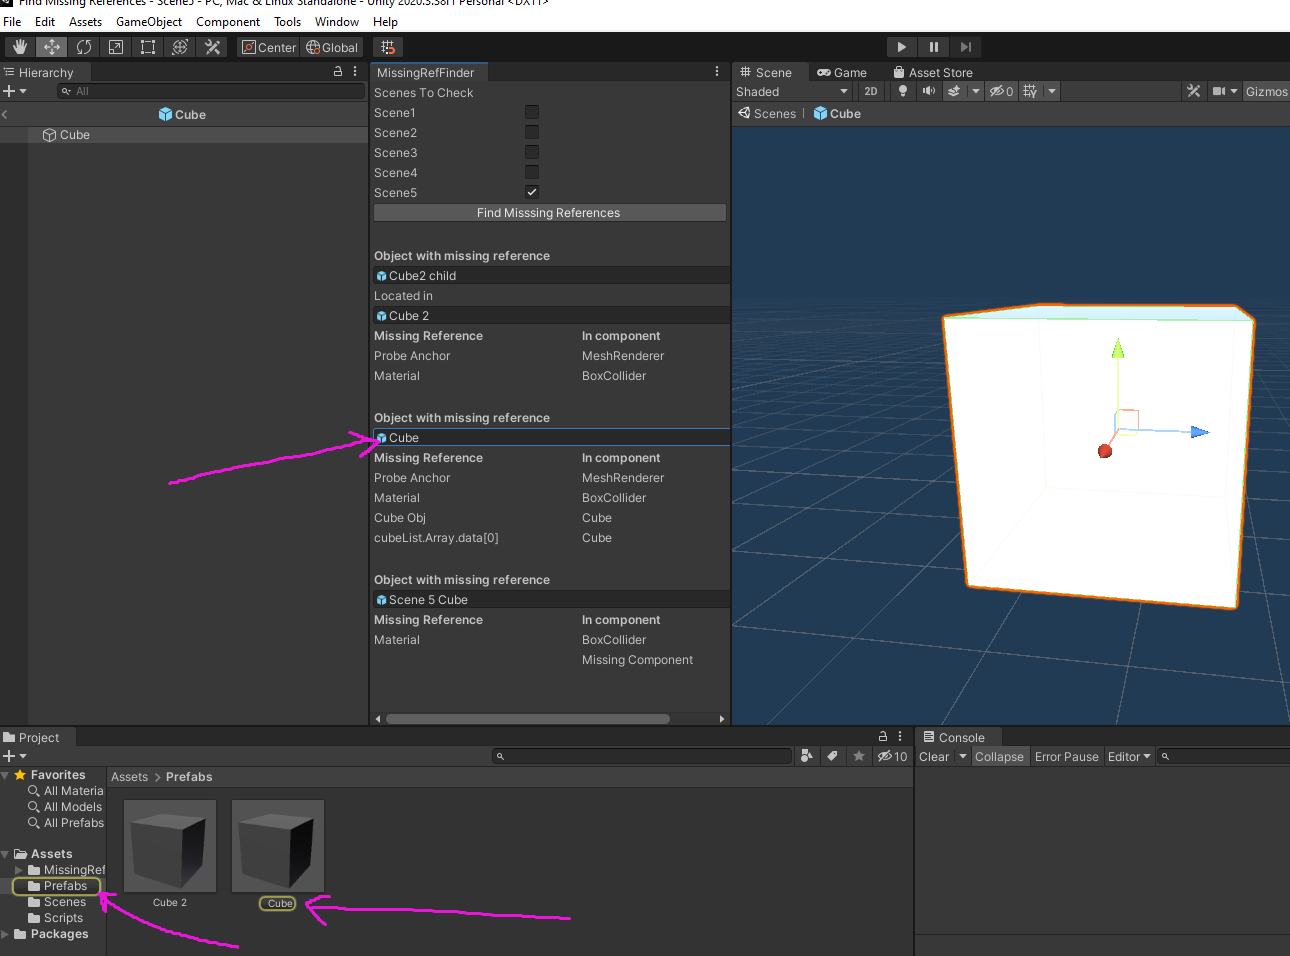 Find Missing References - Scene5 - PC, Mac & Linux Standalone - Unity 2020.3.38f1 Personal <DX11>
File Edit Assets GameObject Component Tools Window Help
Center Global
Hierarchy
All
Cube
Cube
MissingRefFinder
Scenes To Check
Scene1
Scene2
Scene3
Scene4
Scene5
Find Misssing References
Object with missing reference
Cube2 child
Located in
Cube 2
Missing Reference In component
Probe Anchor MeshRenderer
Material BoxCollider
Object with missing reference
Cube
Missing Reference In component
Probe Anchor MeshRenderer
Material BoxCollider
Cube Obj Cube
cubeList.Array.data[0] Cube
Object with missing reference
Scene 5 Cube
Missing Reference In component
Material BoxCollider
Missing Component
Scene Game Asset Store
Shaded 2D 0 Gizmos
Scenes | Cube
Project
10
Favorites
All Materia
All Models
All Prefabs
Assets
MissingRef
Prefabs
Scenes
Scripts
Packages
Assets > Prefabs
Cube 2 Cube
Console
Clear Collapse Error Pause Editor